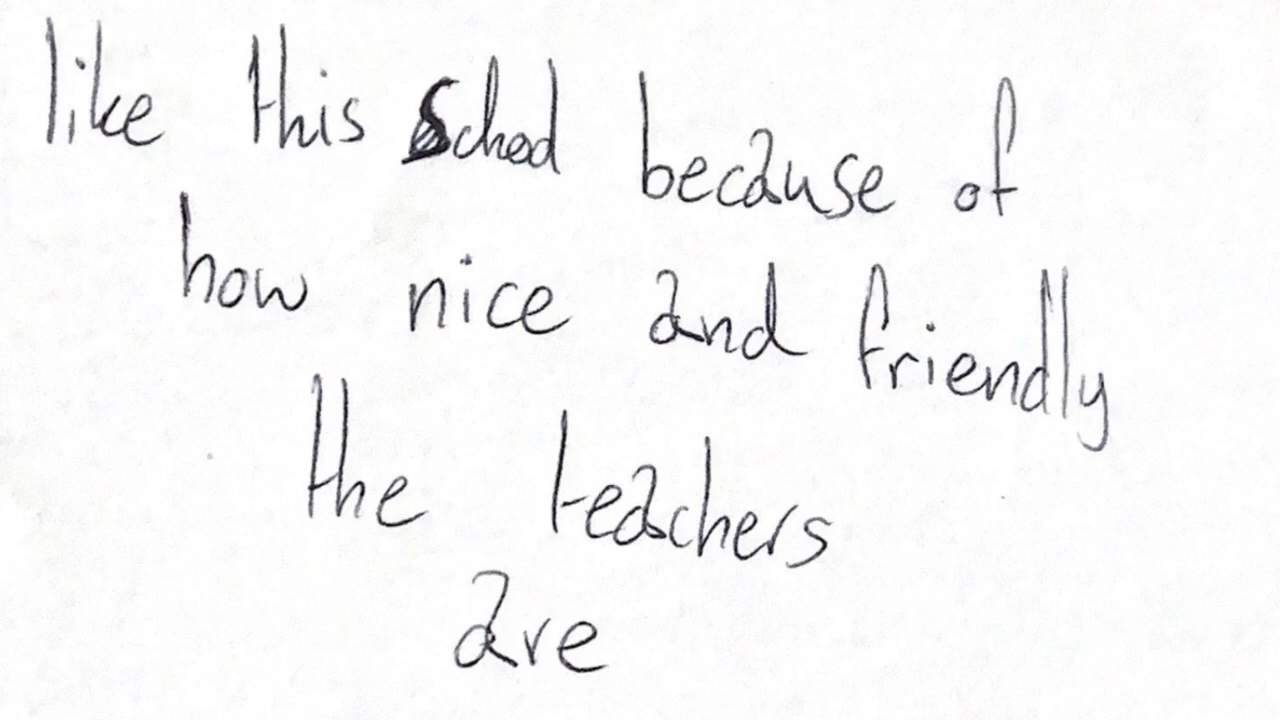 like this school because of
how nice and friendly
the teachers
are